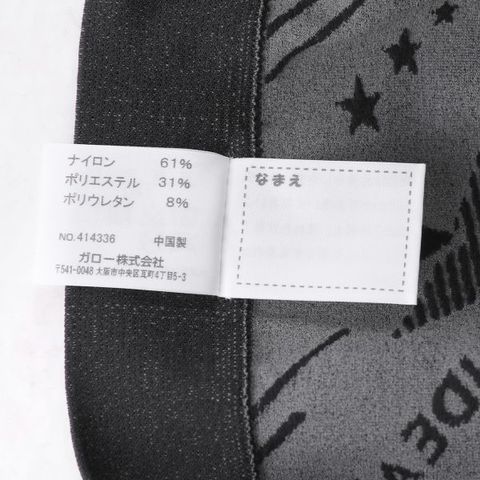 ナイロン 61%
ポリエステル 31%
ポリウレタン 8%
NO.414336 中国製
ガロー株式会社
〒541-0048 大阪市中央区瓦町4丁目5-3
なまえ
IDEA